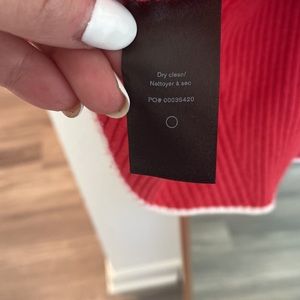 Dry clean/
Nettoyer à sec
PO# 00035420